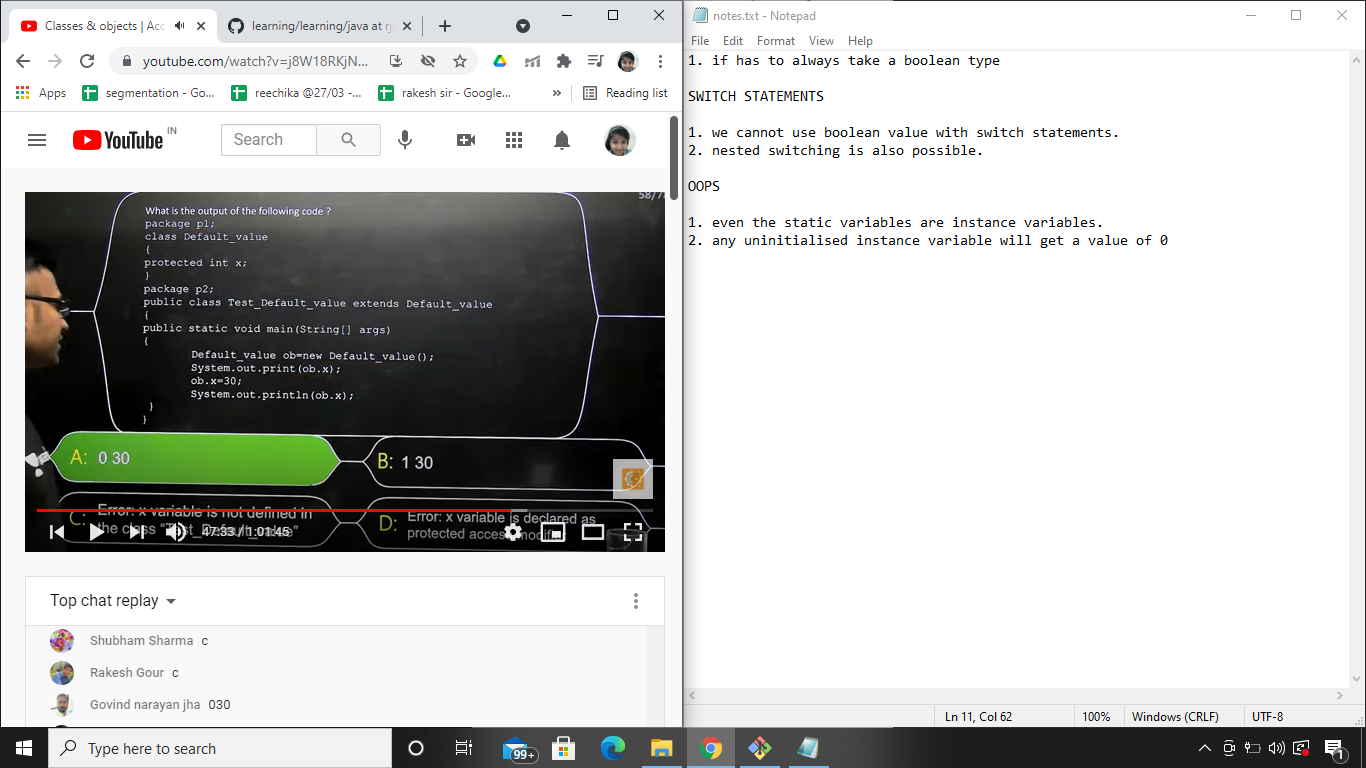 Classes & objects | Acc
learning/learning/java at rj
youtube.com/watch?v=j8W18RKjN...
Apps
segmentation - Go...
reechika @27/03 -...
rakesh sir - Google...
»
Reading list
YouTube IN
Search
58/7
What is the output of the following code ?
package p1;
class Default_value
{
protected int x;
}
package p2;
public class Test_Default_value extends Default_value
{
public static void main(String[] args)
{
Default_value ob=new Default_value();
System.out.print(ob.x);
ob.x=30;
System.out.println(ob.x);
}
}
A: 0 30
B: 1 30
C: Error: x variable is not defined in
the class "Test_Default_value"
D: Error: x variable is declared as
protected access modifier
47:33 / 1:01:45
Top chat replay
Shubham Sharma c
Rakesh Gour c
Govind narayan jha 030
notes.txt - Notepad
File Edit Format View Help
1. if has to always take a boolean type
SWITCH STATEMENTS
1. we cannot use boolean value with switch statements.
2. nested switching is also possible.
OOPS
1. even the static variables are instance variables.
2. any uninitialised instance variable will get a value of 0
Ln 11, Col 62
100%
Windows (CRLF)
UTF-8
Type here to search
99+
1